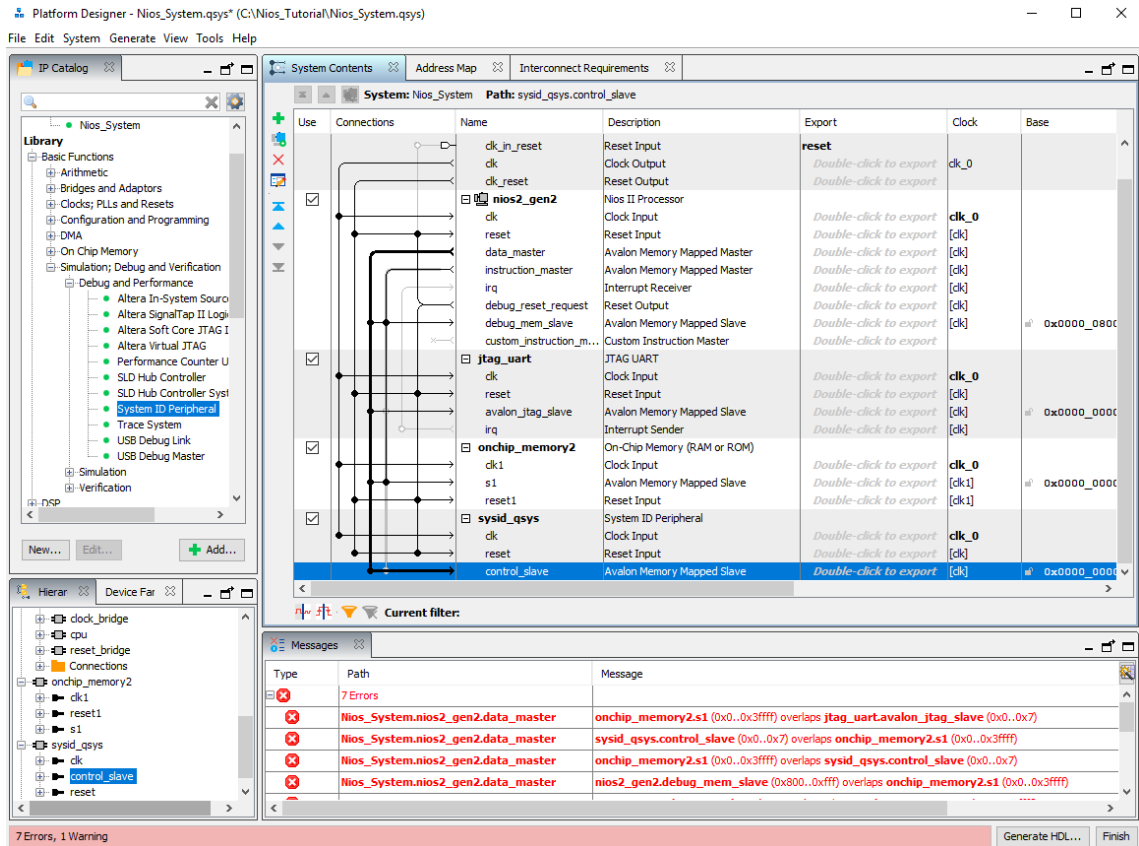 Platform Designer - Nios_System.qsys* (C:\Nios_Tutorial\Nios_System.qsys)
File Edit System Generate View Tools Help
IP Catalog
Nios_System
Library
Basic Functions
Arithmetic
Bridges and Adaptors
Clocks; PLLs and Resets
Configuration and Programming
DMA
On Chip Memory
Simulation; Debug and Verification
Debug and Performance
Altera In-System Sourc
Altera SignalTap II Logi
Altera Soft Core JTAG I
Altera Virtual JTAG
Performance Counter U
SLD Hub Controller
SLD Hub Controller Syst
System ID Peripheral
Trace System
USB Debug Link
USB Debug Master
Simulation
Verification
DSP
New... Edit... Add...
Hierar Device Far
clock_bridge
cpu
reset_bridge
Connections
onchip_memory2
clk1
reset1
s1
sysid_qsys
clk
control_slave
reset
System Contents Address Map Interconnect Requirements
System: Nios_System Path: sysid_qsys.control_slave
Use Connections Name Description Export Clock Base
clk_in_reset Reset Input reset
clk Clock Output Double-click to export clk_0
clk_reset Reset Output Double-click to export
nios2_gen2 Nios II Processor
clk Clock Input Double-click to export clk_0
reset Reset Input Double-click to export [clk]
data_master Avalon Memory Mapped Master Double-click to export [clk]
instruction_master Avalon Memory Mapped Master Double-click to export [clk]
irq Interrupt Receiver Double-click to export [clk]
debug_reset_request Reset Output Double-click to export [clk]
debug_mem_slave Avalon Memory Mapped Slave Double-click to export [clk] 0x0000_0800
custom_instruction_m... Custom Instruction Master Double-click to export
jtag_uart JTAG UART
clk Clock Input Double-click to export clk_0
reset Reset Input Double-click to export [clk]
avalon_jtag_slave Avalon Memory Mapped Slave Double-click to export [clk] 0x0000_0000
irq Interrupt Sender Double-click to export [clk]
onchip_memory2 On-Chip Memory (RAM or ROM)
clk1 Clock Input Double-click to export clk_0
s1 Avalon Memory Mapped Slave Double-click to export [clk1] 0x0000_0000
reset1 Reset Input Double-click to export [clk1]
sysid_qsys System ID Peripheral
clk Clock Input Double-click to export clk_0
reset Reset Input Double-click to export [clk]
control_slave Avalon Memory Mapped Slave Double-click to export [clk] 0x0000_0000
Current filter:
Messages
Type Path Message
7 Errors
Nios_System.nios2_gen2.data_master onchip_memory2.s1 (0x0..0x3ffff) overlaps jtag_uart.avalon_jtag_slave (0x0..0x7)
Nios_System.nios2_gen2.data_master sysid_qsys.control_slave (0x0..0x7) overlaps onchip_memory2.s1 (0x0..0x3ffff)
Nios_System.nios2_gen2.data_master onchip_memory2.s1 (0x0..0x3ffff) overlaps sysid_qsys.control_slave (0x0..0x7)
Nios_System.nios2_gen2.data_master nios2_gen2.debug_mem_slave (0x800..0xfff) overlaps onchip_memory2.s1 (0x0..0x3ffff)
7 Errors, 1 Warning
Generate HDL... Finish